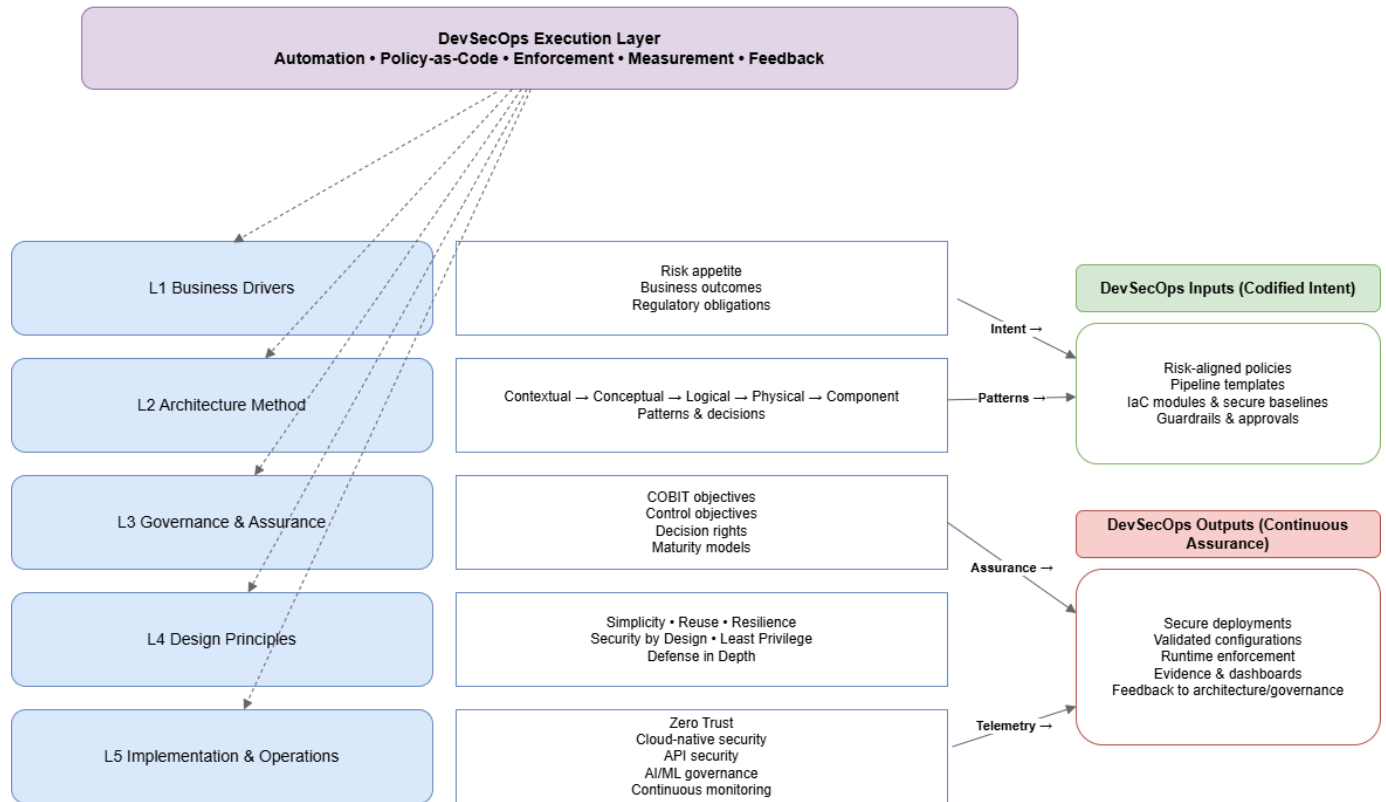 DevSecOps Execution Layer
Automation • Policy-as-Code • Enforcement • Measurement • Feedback
L1 Business Drivers
Risk appetite
Business outcomes
Regulatory obligations
Intent →
DevSecOps Inputs (Codified Intent)
Risk-aligned policies
Pipeline templates
IaC modules & secure baselines
Guardrails & approvals
L2 Architecture Method
Contextual → Conceptual → Logical → Physical → Component
Patterns & decisions
Patterns →
L3 Governance & Assurance
COBIT objectives
Control objectives
Decision rights
Maturity models
Assurance →
DevSecOps Outputs (Continuous
Assurance)
Secure deployments
Validated configurations
Runtime enforcement
Evidence & dashboards
Feedback to architecture/governance
L4 Design Principles
Simplicity • Reuse • Resilience
Security by Design • Least Privilege
Defense in Depth
L5 Implementation & Operations
Zero Trust
Cloud-native security
API security
AI/ML governance
Continuous monitoring
Telemetry →